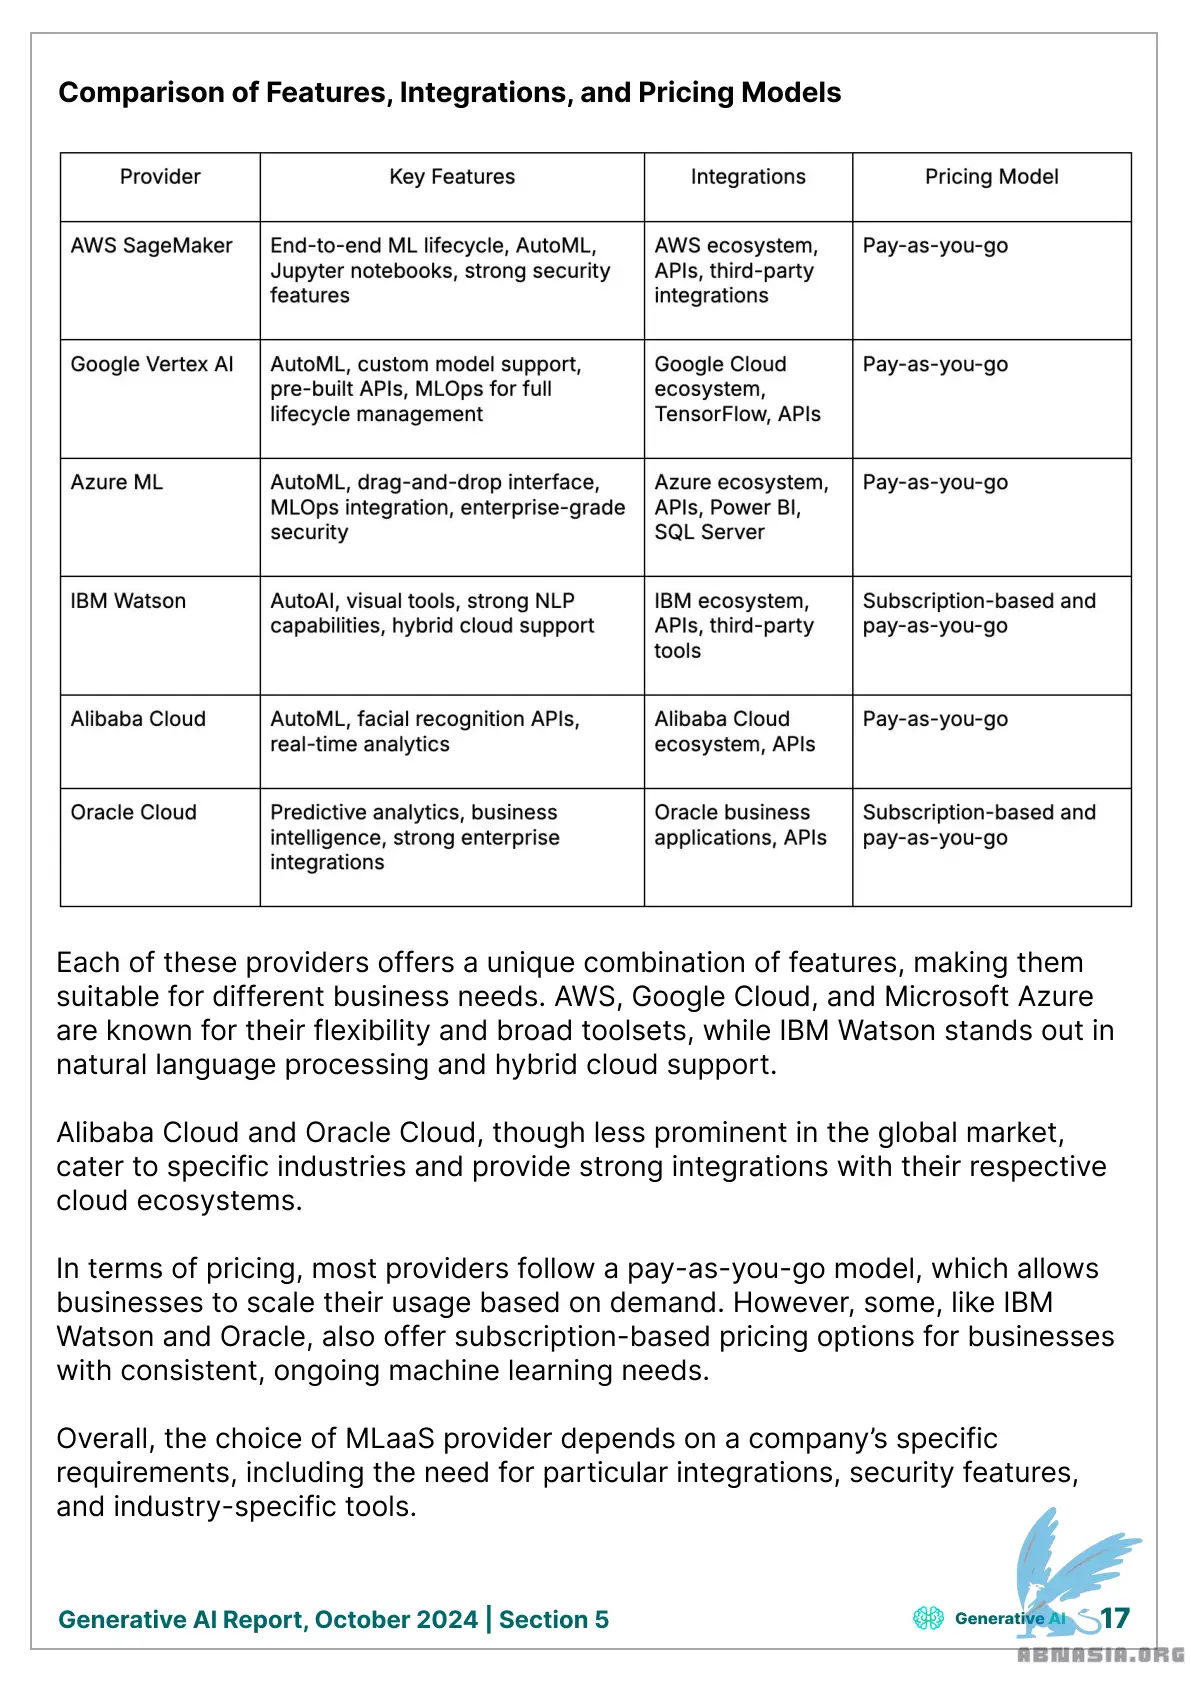 Comparison of Features, Integrations, and Pricing Models
Provider
Key Features
Integrations
Pricing Model
AWS SageMaker
End-to-end ML lifecycle, AutoML,
Jupyter notebooks, strong security
features
AWS ecosystem,
APIs, third-party
integrations
Pay-as-you-go
Google Vertex AI
AutoML, custom model support,
pre-built APIs, MLOps for full
lifecycle management
Google Cloud
ecosystem,
TensorFlow, APIs
Pay-as-you-go
Azure ML
AutoML, drag-and-drop interface,
MLOps integration, enterprise-grade
security
Azure ecosystem,
APIs, Power BI,
SQL Server
Pay-as-you-go
IBM Watson
AutoAI, visual tools, strong NLP
capabilities, hybrid cloud support
IBM ecosystem,
APIs, third-party
tools
Subscription-based and
pay-as-you-go
Alibaba Cloud
AutoML, facial recognition APIs,
real-time analytics
Alibaba Cloud
ecosystem, APIs
Pay-as-you-go
Oracle Cloud
Predictive analytics, business
intelligence, strong enterprise
integrations
Oracle business
applications, APIs
Subscription-based and
pay-as-you-go
Each of these providers offers a unique combination of features, making them
suitable for different business needs. AWS, Google Cloud, and Microsoft Azure
are known for their flexibility and broad toolsets, while IBM Watson stands out in
natural language processing and hybrid cloud support.
Alibaba Cloud and Oracle Cloud, though less prominent in the global market,
cater to specific industries and provide strong integrations with their respective
cloud ecosystems.
In terms of pricing, most providers follow a pay-as-you-go model, which allows
businesses to scale their usage based on demand. However, some, like IBM
Watson and Oracle, also offer subscription-based pricing options for businesses
with consistent, ongoing machine learning needs.
Overall, the choice of MLaaS provider depends on a company’s specific
requirements, including the need for particular integrations, security features,
and industry-specific tools.
Generative AI Report, October 2024 | Section 5
Generative AI
17
ABNASIA.ORG